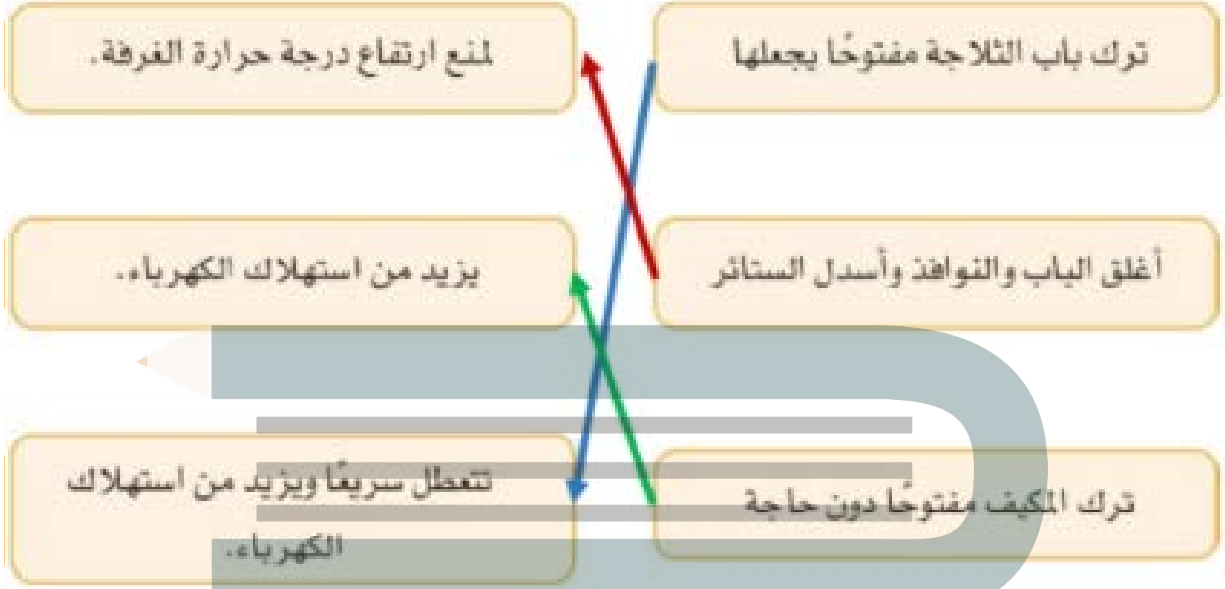 ترك باب الثلاجة مفتوحًا يجعلها
لمنع ارتفاع درجة حرارة الغرفة.
أغلق الباب والنوافذ وأسدل الستائر
يزيد من استهلاك الكهرباء.
ترك المكيف مفتوحًا دون حاجة
تتعطل سريعًا ويزيد من استهلاك
الكهرباء.